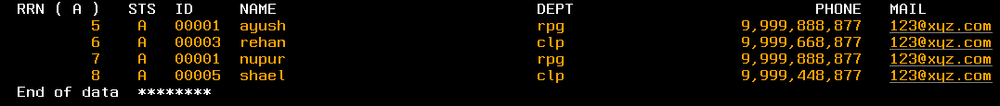 RRN ( A ) STS ID NAME DEPT PHONE MAIL
5 A 00001 ayush rpg 9,999,888,877 123@xyz.com
6 A 00003 rehan clp 9,999,668,877 123@xyz.com
7 A 00001 nupur rpg 9,999,888,877 123@xyz.com
8 A 00005 shael clp 9,999,448,877 123@xyz.com
End of data ********